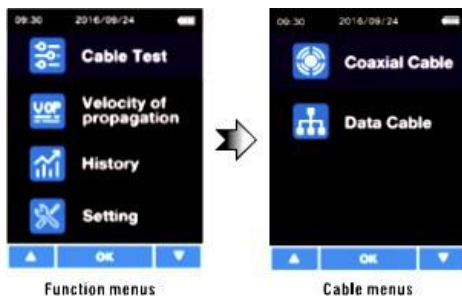 09:30 2016/09/24
Cable Test
VOP
Velocity of
propagation
History
Setting
OK
Function menus
09:30 2016/09/24
Coaxial Cable
Data Cable
OK
Cable menus